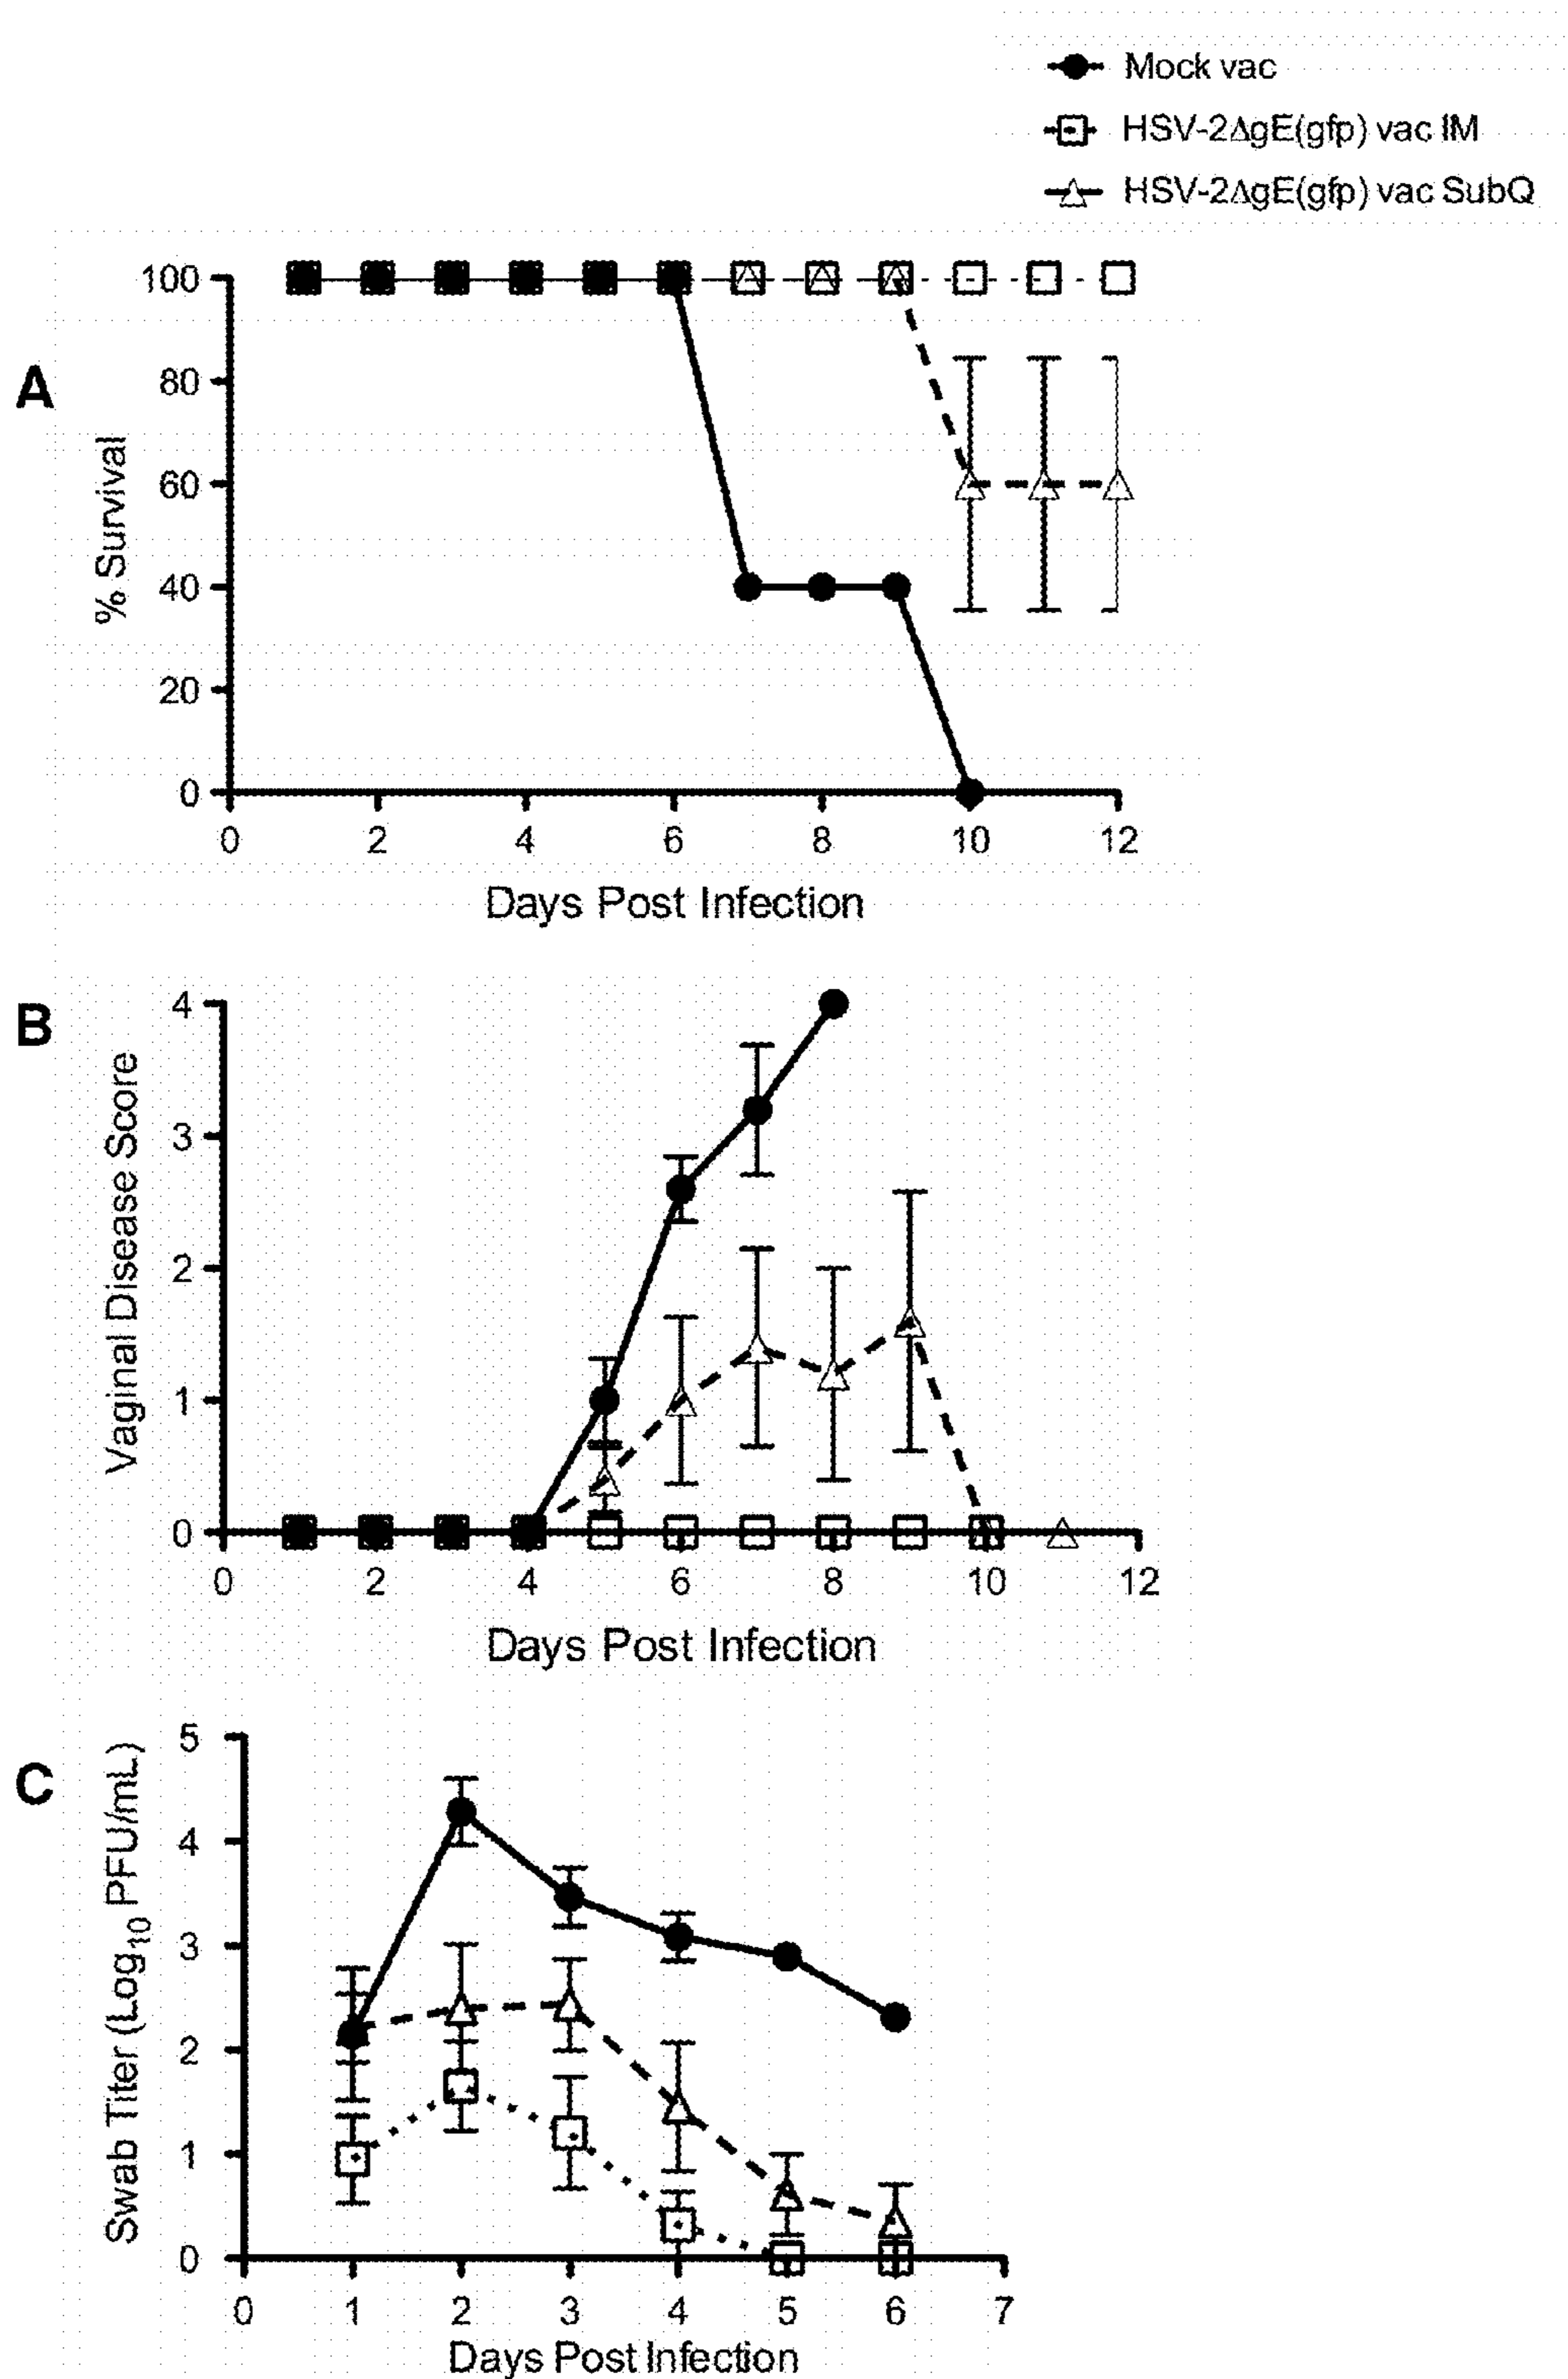 Mock vac
HSV-2ΔgE(gfp) vac IM
HSV-2ΔgE(gfp) vac SubQ
A
% Survival
100
80
60
40
20
0
0 2 4 6 8 10 12
Days Post Infection
B
Vaginal Disease Score
4
3
2
1
0
0 2 4 6 8 10 12
Days Post Infection
C
Swab Titer (Log10 PFU/mL)
5
4
3
2
1
0
0 1 2 3 4 5 6 7
Days Post Infection